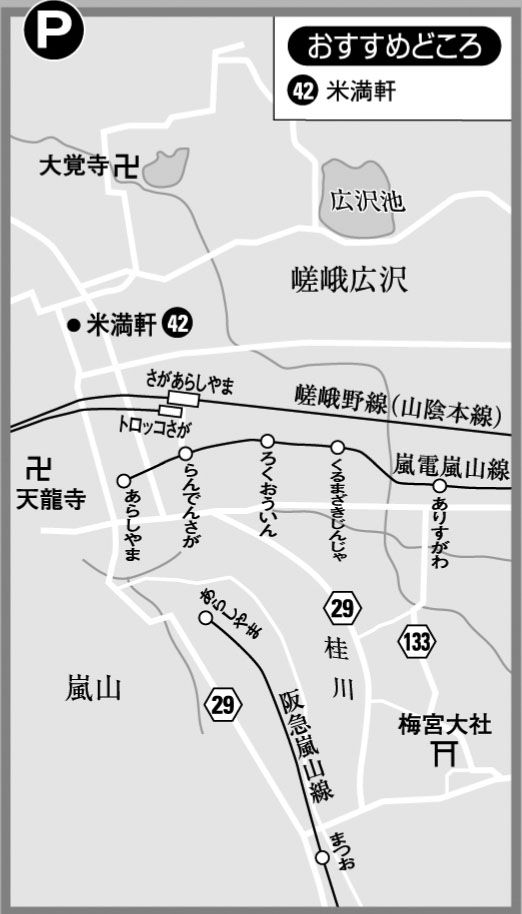 P
おすすめどころ
42 米満軒
大覚寺
広沢池
嵯峨広沢
米満軒 42
さがあらしやま
嵯峨野線(山陰本線)
トロッコさが
嵐電嵐山線
天龍寺
あらしやま
らんでんさが
ろくおういん
くるまざきじんじゃ
ありすがわ
あらしやま
29
桂川
133
嵐山
29
阪急嵐山線
梅宮大社
まつお